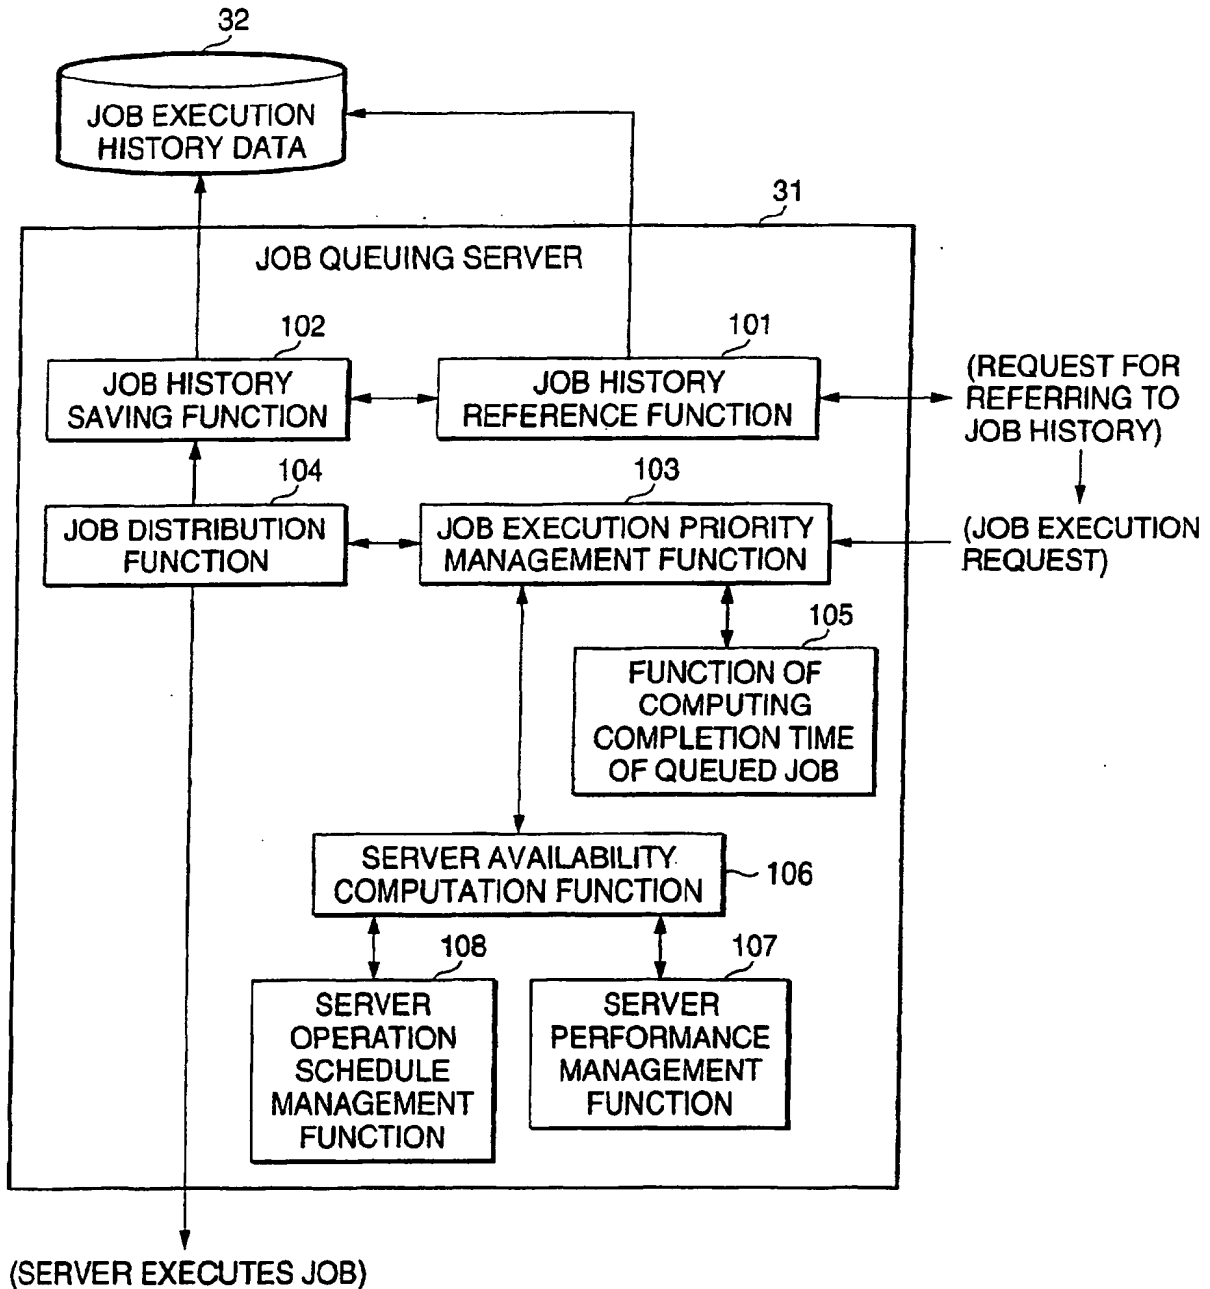 32
JOB EXECUTION
HISTORY DATA
31
JOB QUEUING SERVER
102
JOB HISTORY
SAVING FUNCTION
101
JOB HISTORY
REFERENCE FUNCTION
(REQUEST FOR
REFERRING TO
JOB HISTORY)
104
JOB DISTRIBUTION
FUNCTION
103
JOB EXECUTION PRIORITY
MANAGEMENT FUNCTION
(JOB EXECUTION
REQUEST)
105
FUNCTION OF
COMPUTING
COMPLETION TIME
OF QUEUED JOB
SERVER AVAILABILITY
COMPUTATION FUNCTION
106
108
SERVER
OPERATION
SCHEDULE
MANAGEMENT
FUNCTION
107
SERVER
PERFORMANCE
MANAGEMENT
FUNCTION
(SERVER EXECUTES JOB)